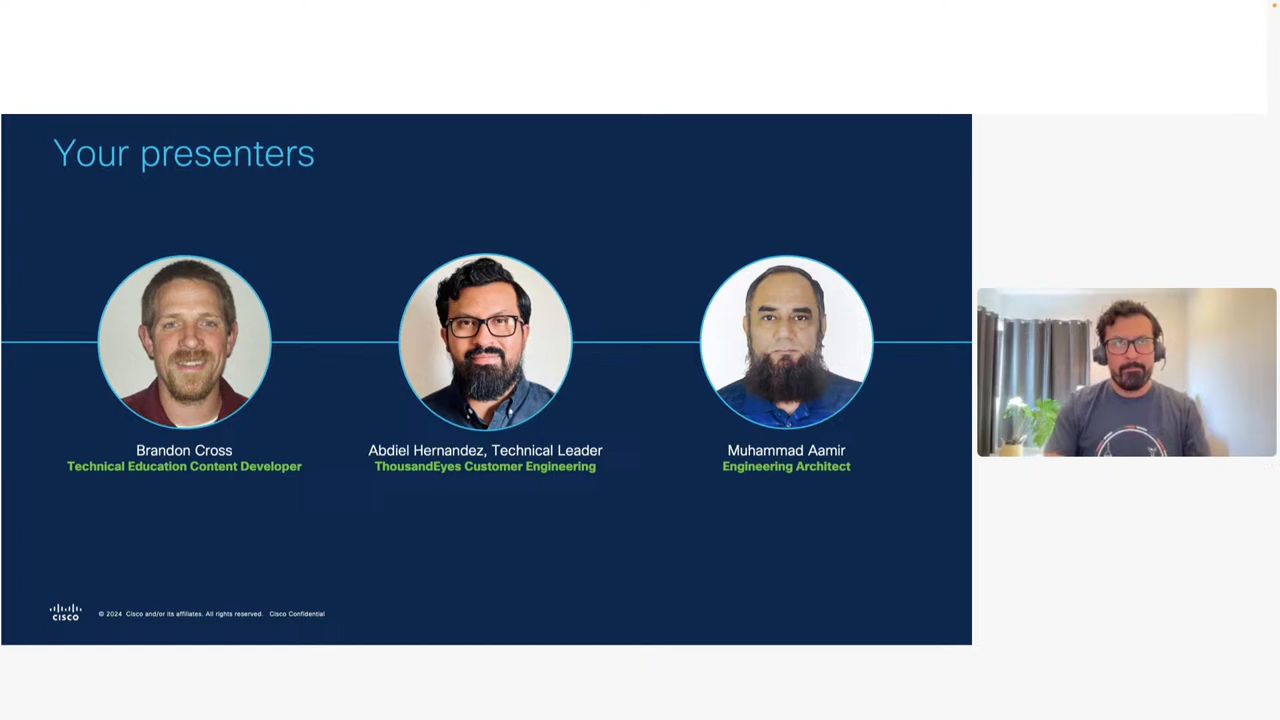 Your presenters
Brandon Cross
Technical Education Content Developer
Abdiel Hernandez, Technical Leader
ThousandEyes Customer Engineering
Muhammad Aamir
Engineering Architect
CISCO
© 2024 Cisco and/or its affiliates. All rights reserved. Cisco Confidential